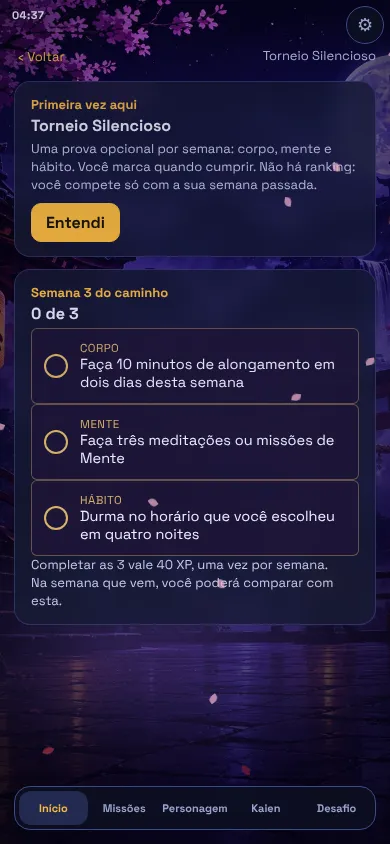 04:37
‹ Voltar
Torneio Silencioso
Primeira vez aqui
Torneio Silencioso
Uma prova opcional por semana: corpo, mente e
hábito. Você marca quando cumprir. Não há ranking:
você compete só com a sua semana passada.
Entendi
Semana 3 do caminho
0 de 3
CORPO
Faça 10 minutos de alongamento em
dois dias desta semana
MENTE
Faça três meditações ou missões de
Mente
HÁBITO
Durma no horário que você escolheu
em quatro noites
Completar as 3 vale 40 XP, uma vez por semana.
Na semana que vem, você poderá comparar com
esta.
Início Missões Personagem Kaien Desafio